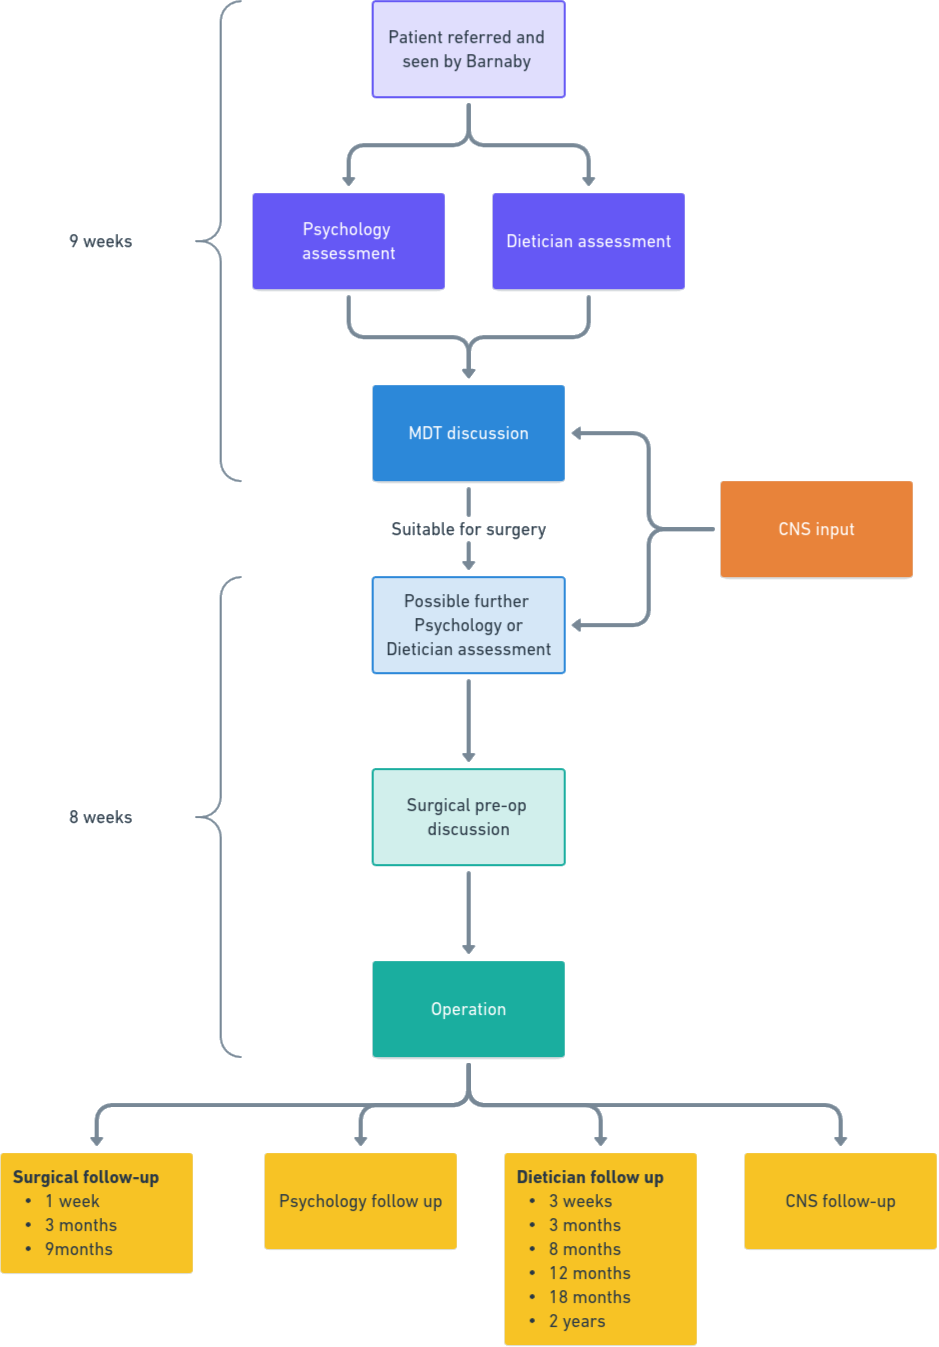 Patient referred and
seen by Barnaby
9 weeks
Psychology
assessment
Dietician assessment
MDT discussion
Suitable for surgery
CNS input
Possible further
Psychology or
Dietician assessment
8 weeks
Surgical pre-op
discussion
Operation
Surgical follow-up
• 1 week
• 3 months
• 9months
Psychology follow up
Dietician follow up
• 3 weeks
• 3 months
• 8 months
• 12 months
• 18 months
• 2 years
CNS follow-up